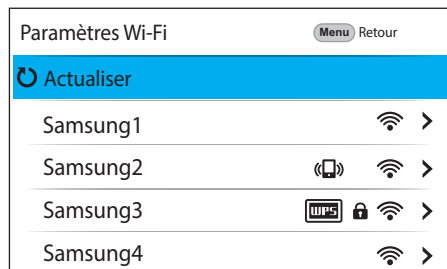 Paramètres Wi-Fi Menu Retour
Actualiser
Samsung1
Samsung2
Samsung3 WPS
Samsung4